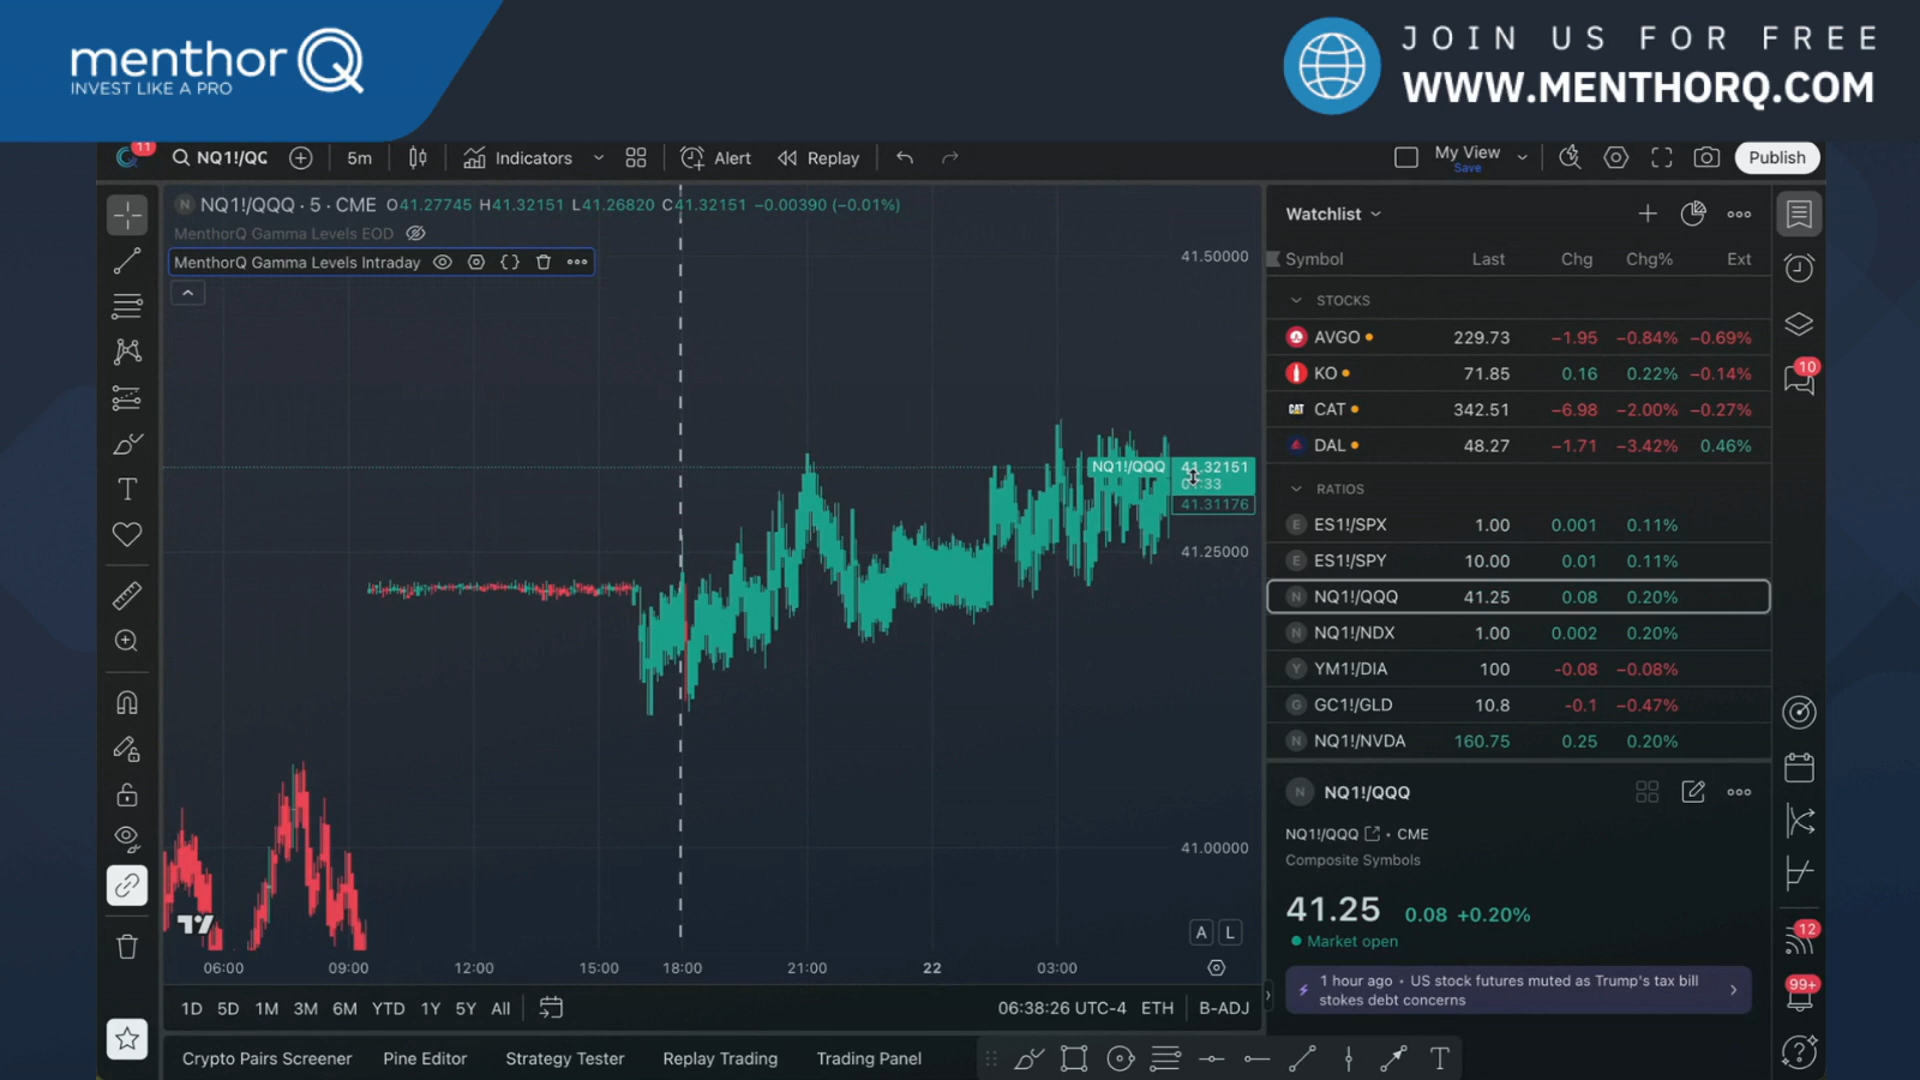 menthorQ
INVEST LIKE A PRO
JOIN US FOR FREE
WWW.MENTHORQ.COM
11
NQ1!/QC
5m
Indicators
Alert
Replay
My View
Save
Publish
NQ1!/QQQ · 5 · CME O41.27745 H41.32151 L41.26820 C41.32151 −0.00390 (−0.01%)
MenthorQ Gamma Levels EOD
MenthorQ Gamma Levels Intraday
41.50000
NQ1!/QQQ 41.32151
41.31176
41.25000
41.00000
A L
06:00 09:00 12:00 15:00 18:00 21:00 22 03:00
1D 5D 1M 3M 6M YTD 1Y 5Y All
06:38:26 UTC-4 ETH B-ADJ
Crypto Pairs Screener Pine Editor Strategy Tester Replay Trading Trading Panel
Watchlist
Symbol Last Chg Chg% Ext
STOCKS
AVGO 229.73 −1.95 −0.84% −0.69%
KO 71.85 0.16 0.22% −0.14%
CAT CAT 342.51 −6.98 −2.00% −0.27%
DAL 48.27 −1.71 −3.42% 0.46%
RATIOS
E ES1!/SPX 1.00 0.001 0.11%
E ES1!/SPY 10.00 0.01 0.11%
N NQ1!/QQQ 41.25 0.08 0.20%
N NQ1!/NDX 1.00 0.002 0.20%
Y YM1!/DIA 100 -0.08 −0.08%
G GC1!/GLD 10.8 -0.1 −0.47%
N NQ1!/NVDA 160.75 0.25 0.20%
N NQ1!/QQQ
NQ1!/QQQ • CME
Composite Symbols
41.25 0.08 +0.20%
Market open
1 hour ago • US stock futures muted as Trump's tax bill
stokes debt concerns
10
12
99+